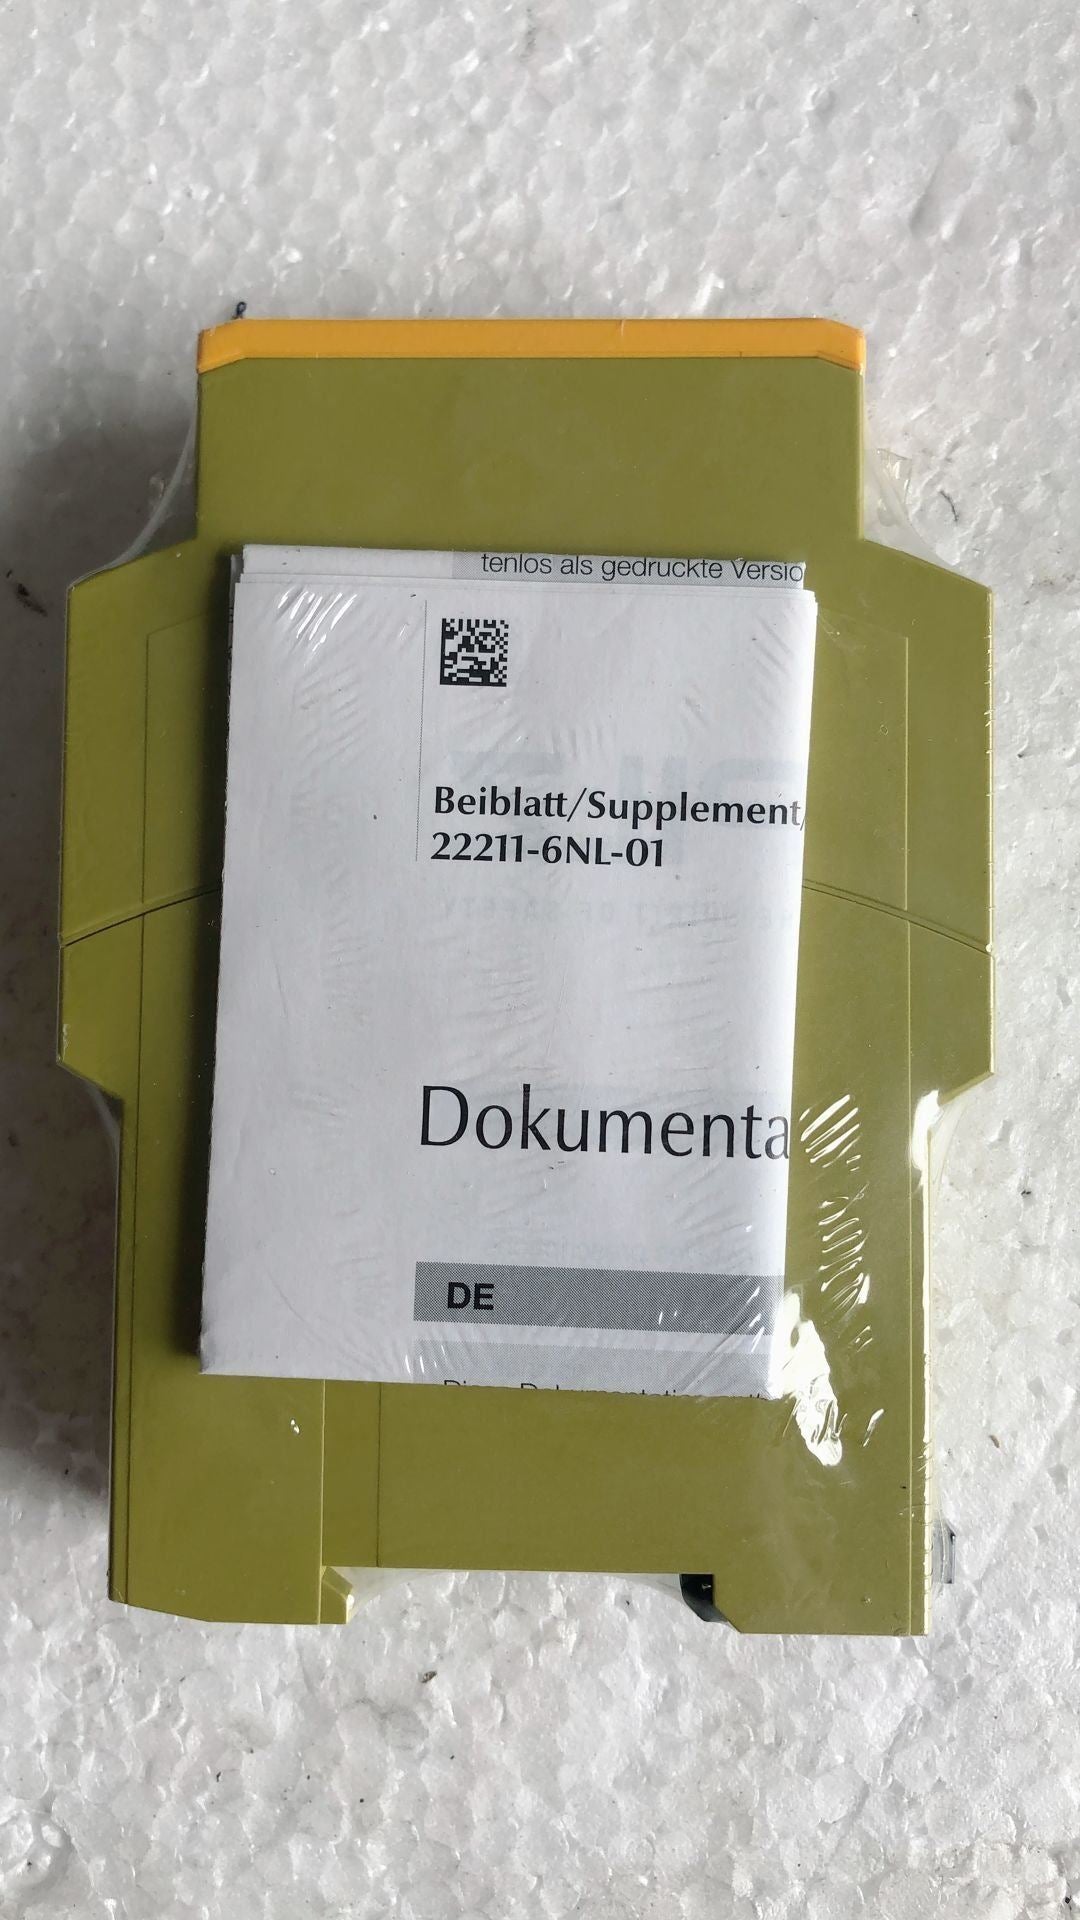 tenlos als gedruckte Versio
Beiblatt/Supplement/
22211-6NL-01
Dokumenta
DE